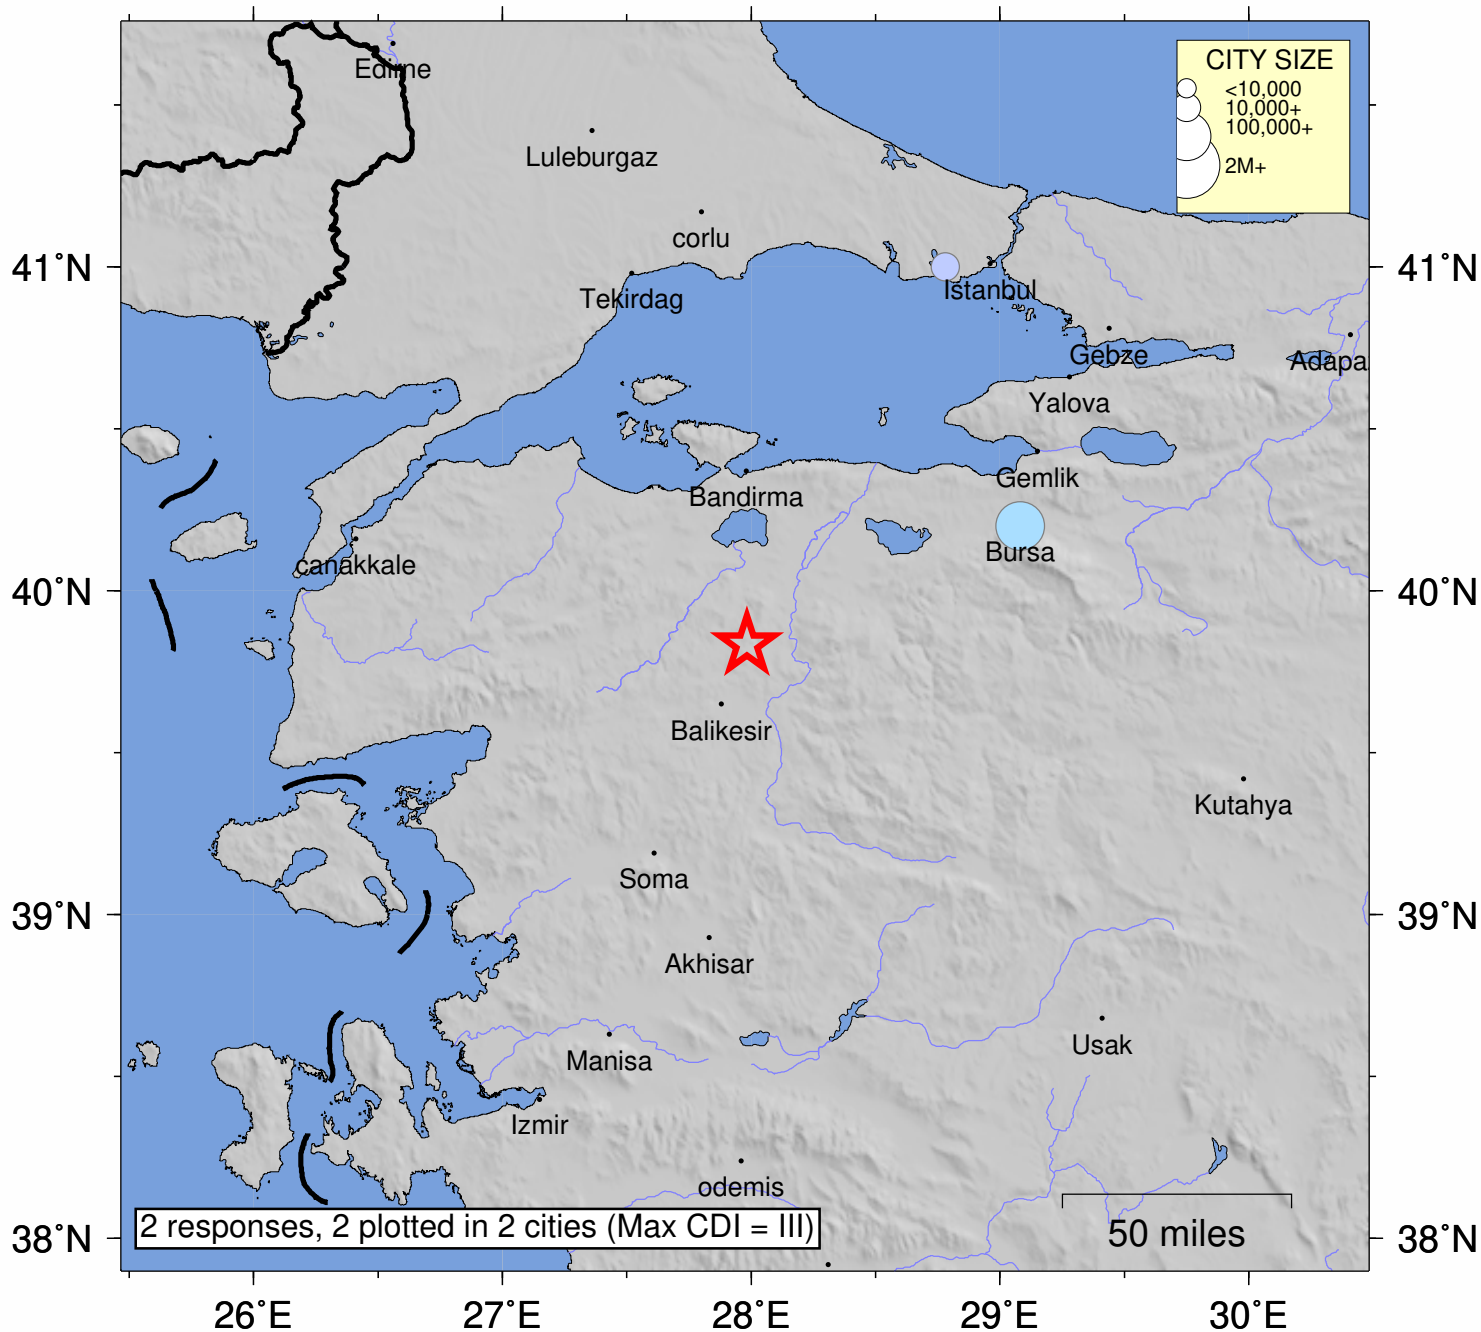 Edirne
CITY SIZE
<10,000
10,000+
100,000+
2M+
Luleburgaz
corlu
41°N
41°N
Tekirdag
Istanbul
Gebze
Adapa
Yalova
Gemlik
Bandirma
Bursa
canakkale
40°N
40°N
Balikesir
Kutahya
Soma
39°N
39°N
Akhisar
Usak
Manisa
Izmir
odemis
2 responses, 2 plotted in 2 cities (Max CDI = III)
50 miles
38°N
38°N
26°E
27°E
28°E
29°E
30°E